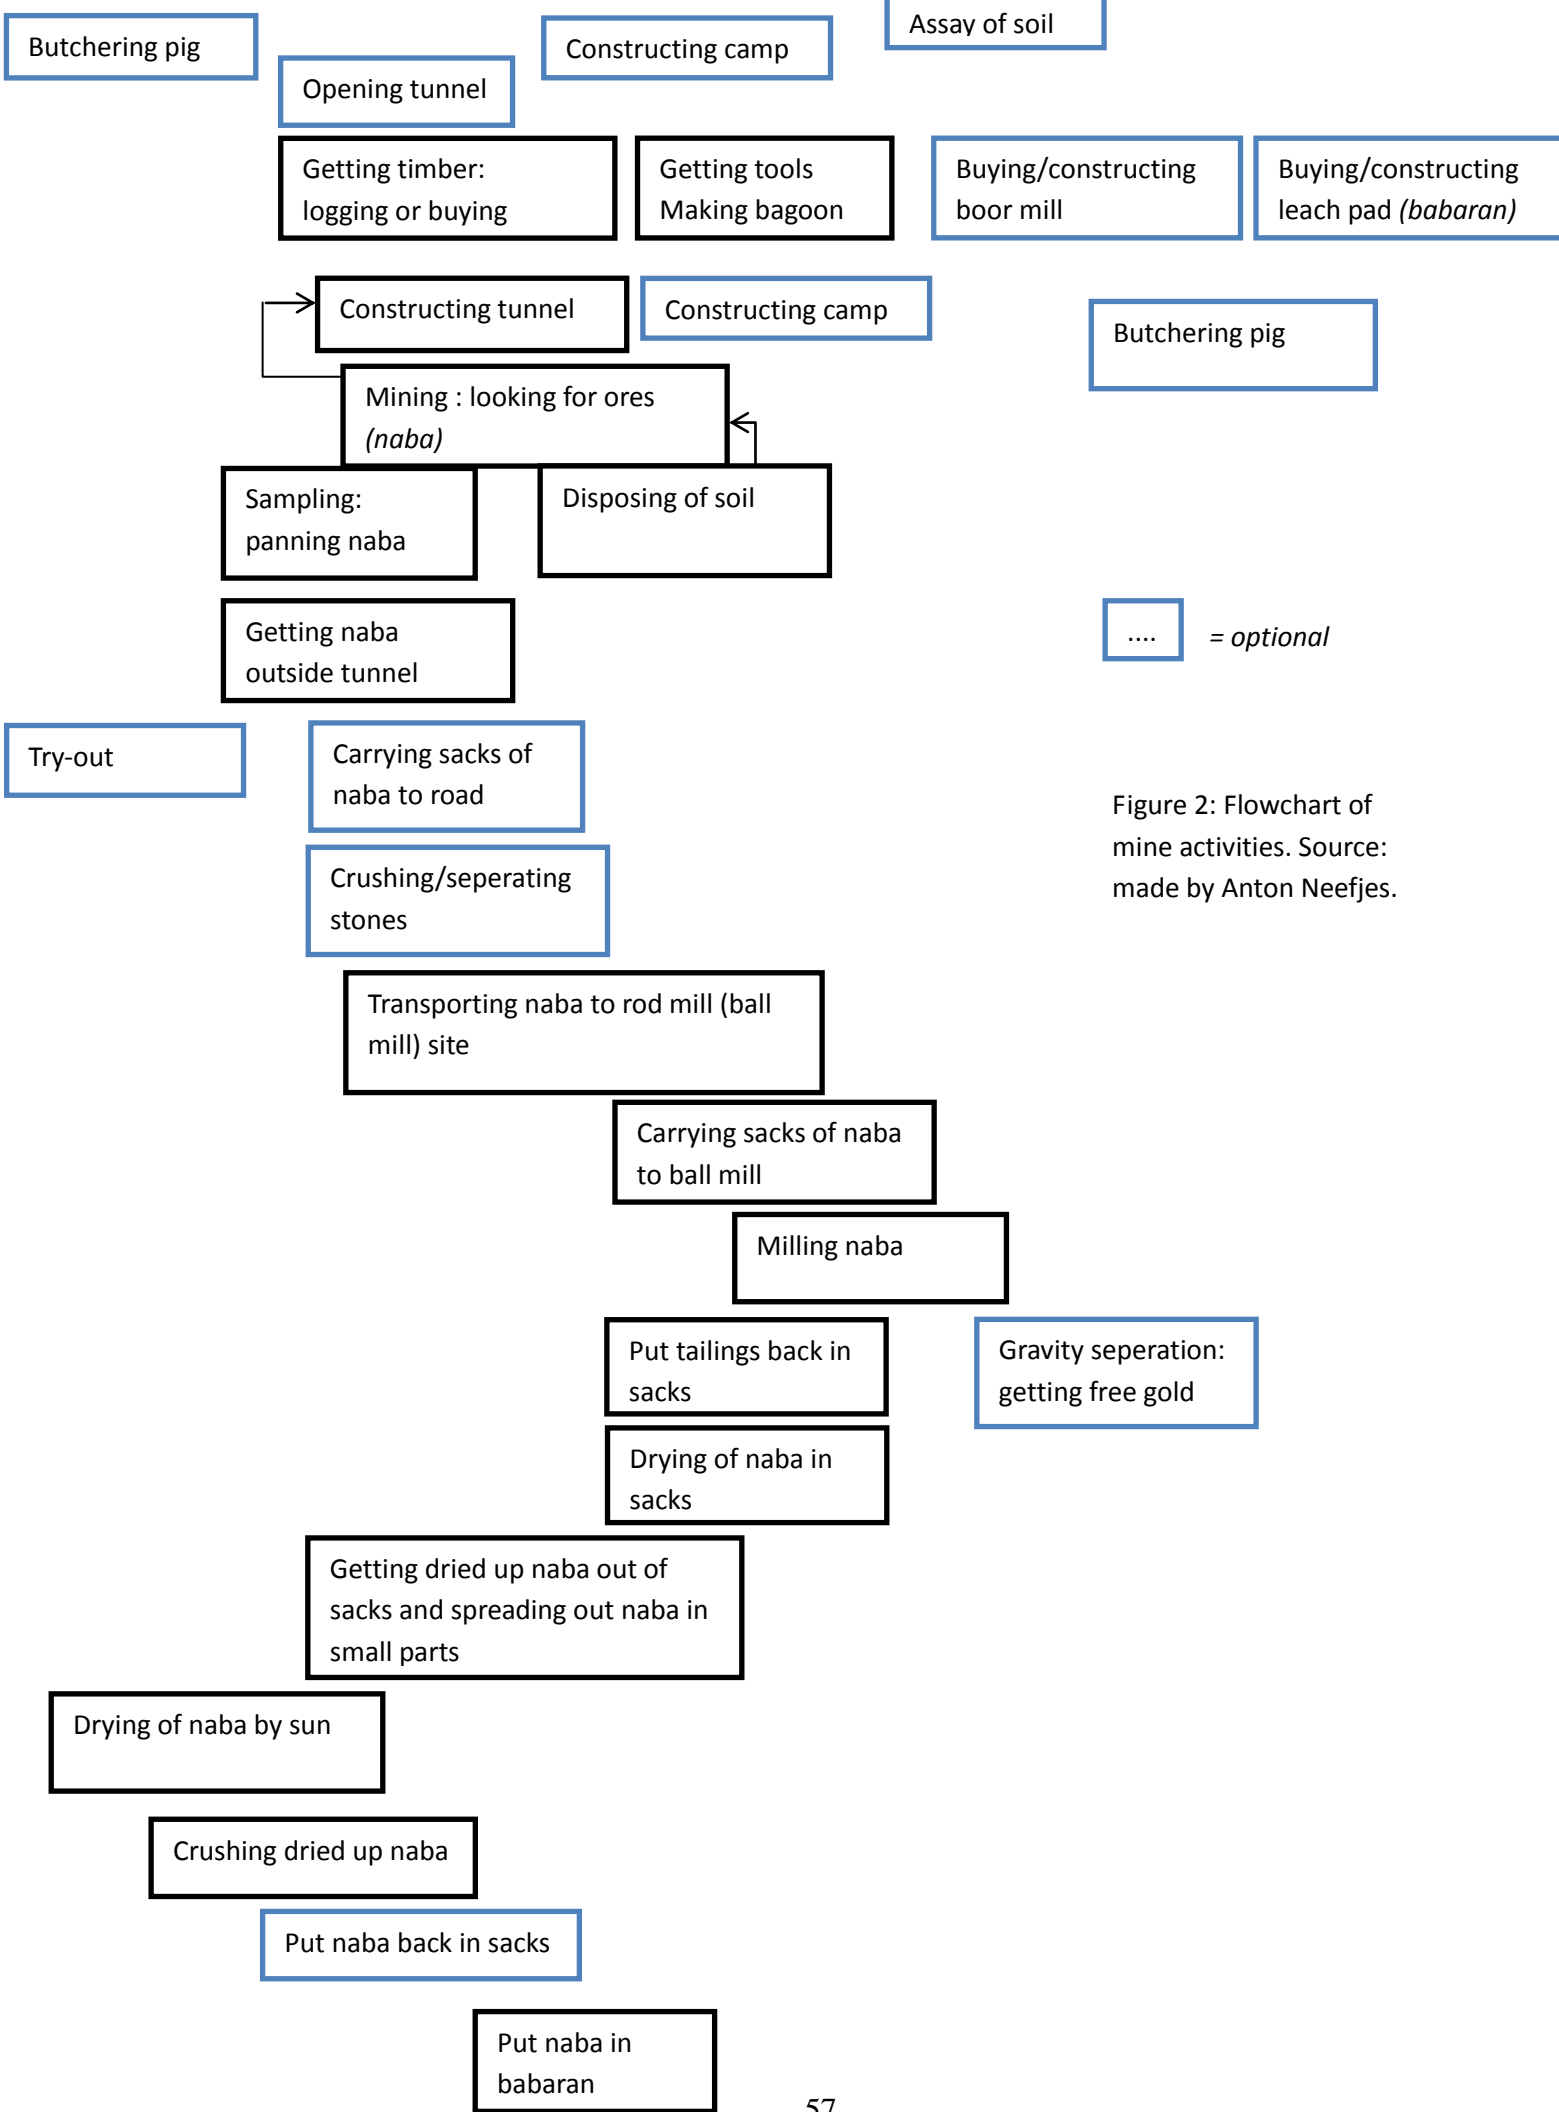 Assay of soil
Butchering pig
Constructing camp
Opening tunnel
Getting timber:
logging or buying
Getting tools
Making bagoon
Buying/constructing
boor mill
Buying/constructing
leach pad (babaran)
Constructing tunnel
Constructing camp
Butchering pig
Mining : looking for ores
(naba)
Sampling:
panning naba
Disposing of soil
Getting naba
outside tunnel
....
= optional
Try-out
Carrying sacks of
naba to road
Figure 2: Flowchart of
mine activities. Source:
made by Anton Neefjes.
Crushing/seperating
stones
Transporting naba to rod mill (ball
mill) site
Carrying sacks of naba
to ball mill
Milling naba
Put tailings back in
sacks
Gravity seperation:
getting free gold
Drying of naba in
sacks
Getting dried up naba out of
sacks and spreading out naba in
small parts
Drying of naba by sun
Crushing dried up naba
Put naba back in sacks
Put naba in
babaran
57